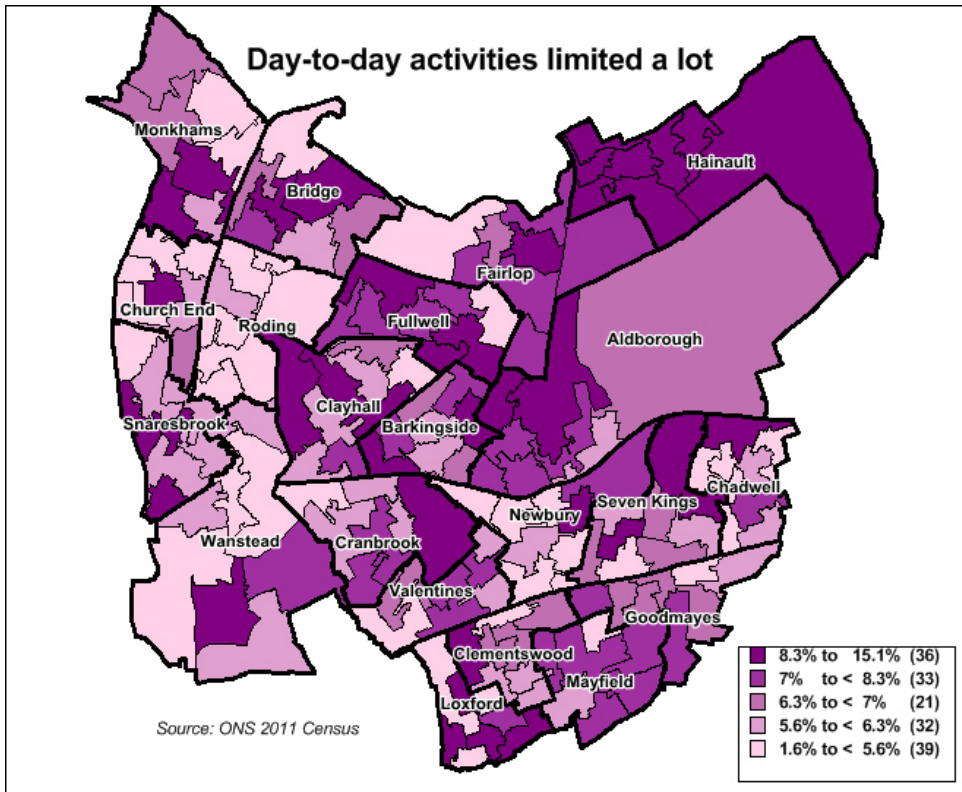 Day-to-day activities limited a lot
Monkhams
Hainault
Bridge
Fairlop
Church End
Roding
Fullwell
Aldborough
Clayhall
Snaresbrook
Barkingside
Chadwell
Seven Kings
Newbury
Wanstead
Cranbrook
Valentines
Goodmayes
Clementswood
Mayfield
Loxford
8.3% to 15.1% (36)
7% to < 8.3% (33)
6.3% to < 7% (21)
5.6% to < 6.3% (32)
1.6% to < 5.6% (39)
Source: ONS 2011 Census